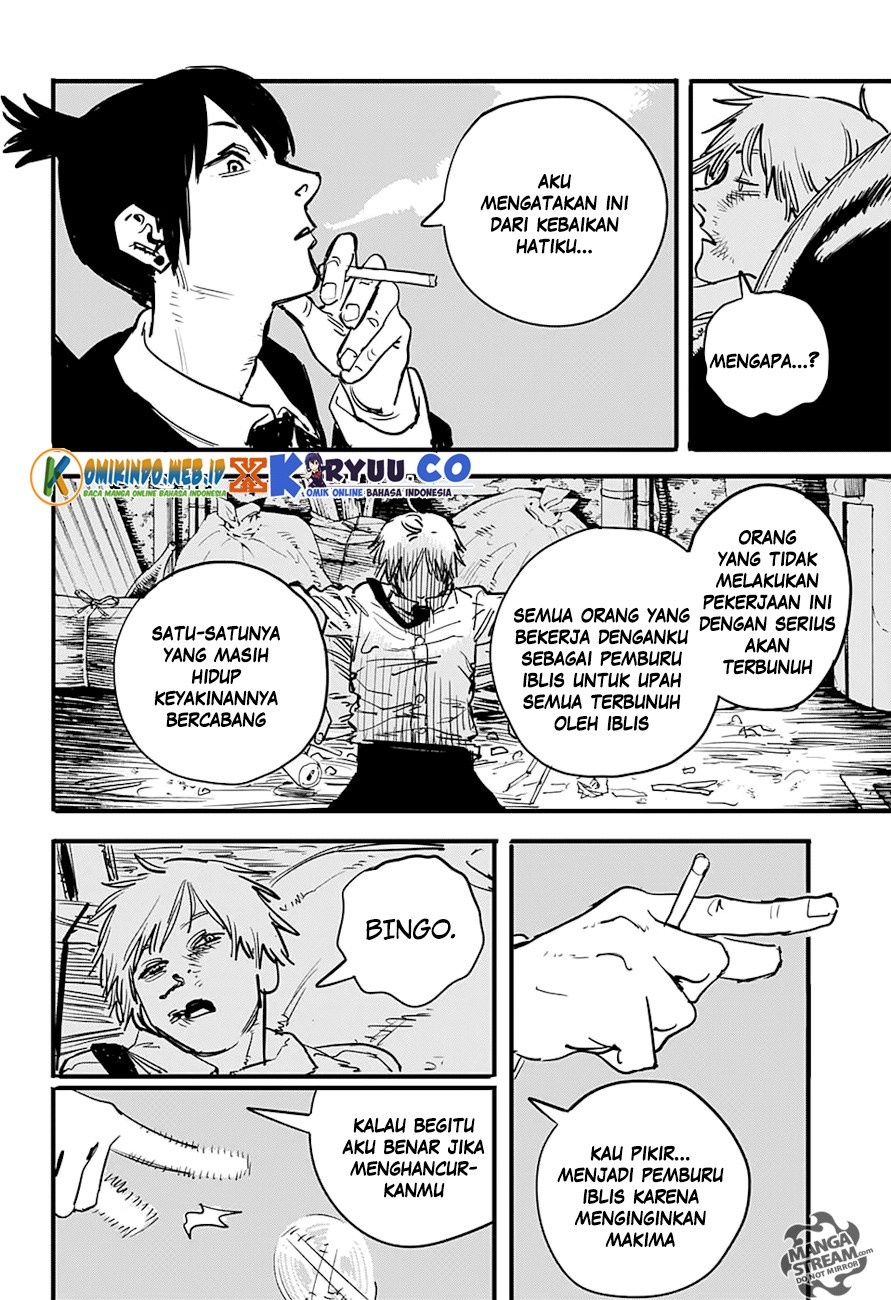 MENGAPA...?
AKU
MENGATAKAN INI
DARI KEBAIKAN
HATIKU...
ORANG
YANG TIDAK
MELAKUKAN
PEKERJAAN INI
DENGAN SERIUS
AKAN
TERBUNUH
SEMUA ORANG YANG
BEKERJA DENGANKU
SEBAGAI PEMBURU
IBLIS UNTUK UPAH
SEMUA TERBUNUH
OLEH IBLIS
SATU-SATUNYA
YANG MASIH
HIDUP
KEYAKINANNYA
BERCABANG
KAU PIKIR...
MENJADI PEMBURU
IBLIS KARENA
MENGINGINKAN
MAKIMA
BINGO.
KALAU BEGITU
AKU BENAR JIKA
MENGHANCUR-
KANMU
KOMIKINDO.WEB.ID X KIRYUU.CO
BACA MANGA ONLINE BAHASA INDONESIA
OMIK ONLINE BAHASA INDONESIA
MANGA
STREAM.com
DO NOT MIRROR!